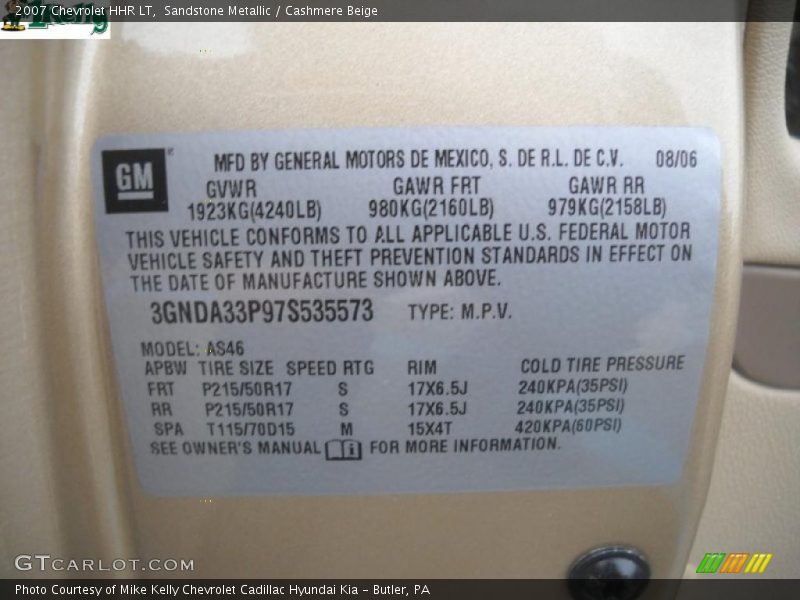 2007 Chevrolet HHR LT, Sandstone Metallic / Cashmere Beige
GM
MFD BY GENERAL MOTORS DE MEXICO, S. DE R.L. DE C.V. 08/06
GVWR GAWR FRT GAWR RR
1923KG(4240LB) 980KG(2160LB) 979KG(2158LB)
THIS VEHICLE CONFORMS TO ALL APPLICABLE U.S. FEDERAL MOTOR
VEHICLE SAFETY AND THEFT PREVENTION STANDARDS IN EFFECT ON
THE DATE OF MANUFACTURE SHOWN ABOVE.
3GNDA33P97S535573 TYPE: M.P.V.
MODEL: AS46
APBW TIRE SIZE SPEED RTG RIM COLD TIRE PRESSURE
FRT P215/50R17 S 17X6.5J 240KPA(35PSI)
RR P215/50R17 S 17X6.5J 240KPA(35PSI)
SPA T115/70D15 M 15X4T 420KPA(60PSI)
SEE OWNER'S MANUAL FOR MORE INFORMATION.
GTCARLOT.COM
Photo Courtesy of Mike Kelly Chevrolet Cadillac Hyundai Kia – Butler, PA